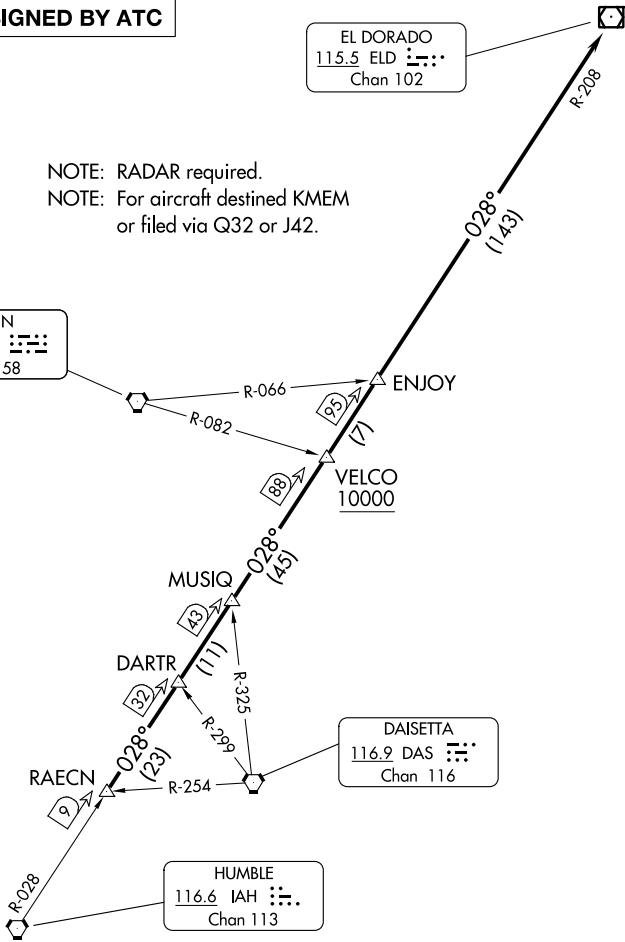 SIGNED BY ATC
EL DORADO
115.5 ELD
Chan 102
R-208
NOTE: RADAR required.
NOTE: For aircraft destined KMEM
or filed via Q32 or J42.
028°
(143)
N
58
R-066
ENJOY
95
R-082
(7)
VELCO
10000
88
028°
(45)
MUSIQ
43
(11)
DARTR
32
R-325
R-299
028°
(23)
DAISETTA
116.9 DAS
Chan 116
RAECN
R-254
9
R-028
HUMBLE
116.6 IAH
Chan 113